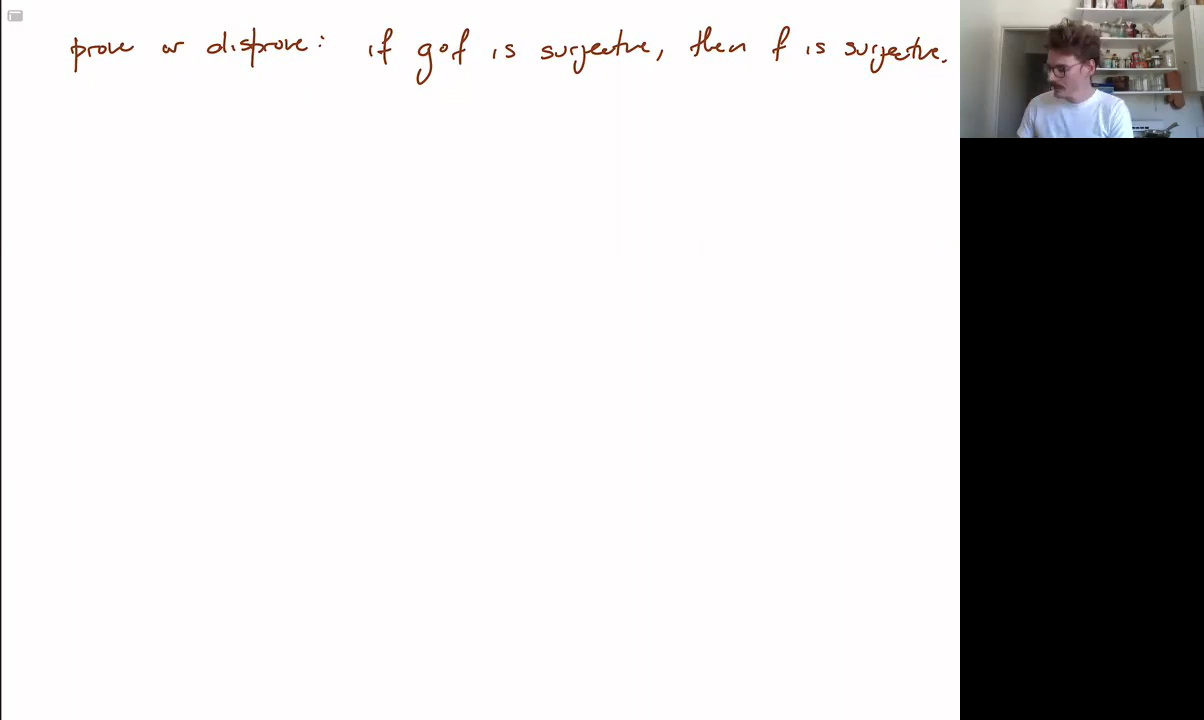 prove or disprove: if g∘f is surjective, then f is surjective.